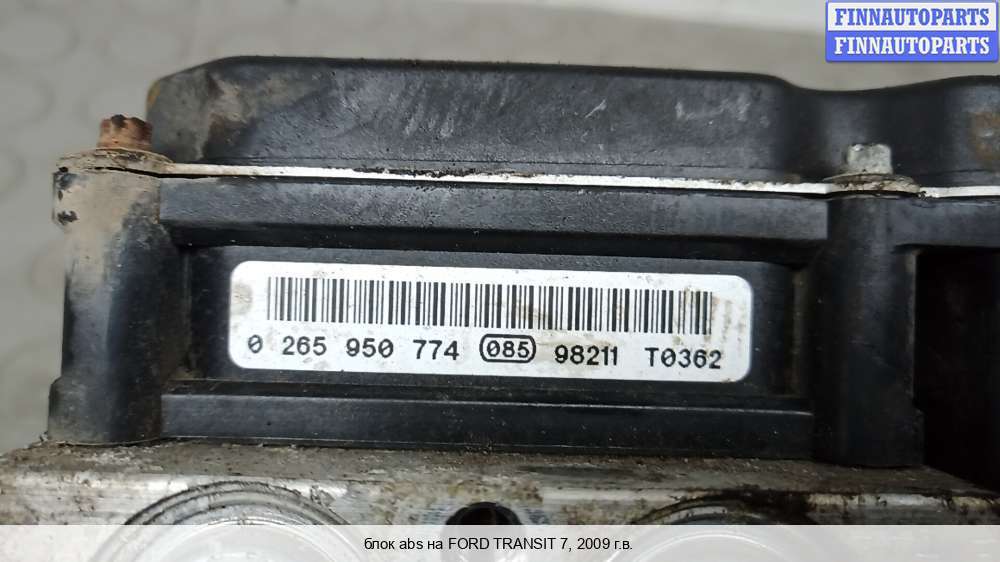 FINNAUTOPARTS
FINNAUTOPARTS
0 265 950 774 085 98211 T0362
блок abs на FORD TRANSIT 7, 2009 г.в.